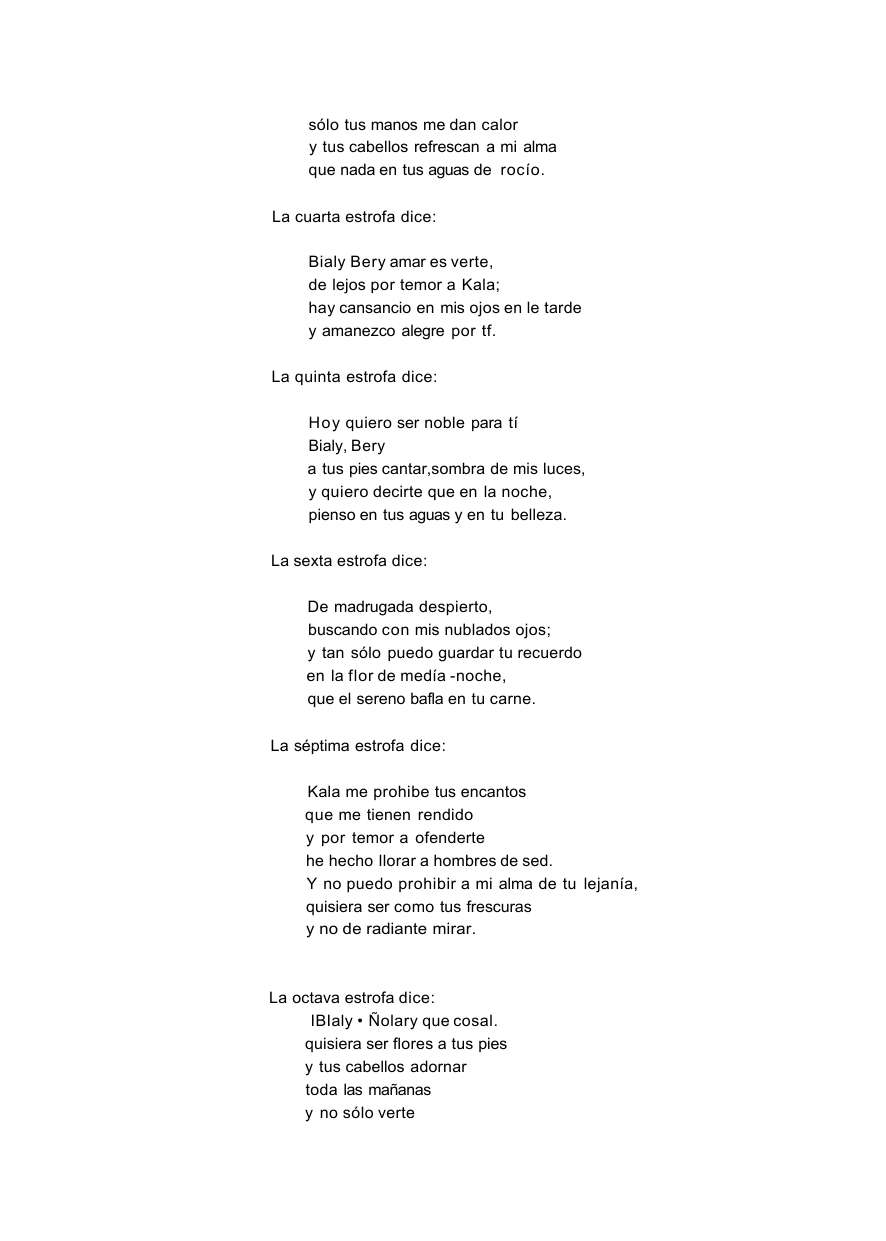 sólo tus manos me dan calor
y tus cabellos refrescan a mi alma
que nada en tus aguas de rocío.
La cuarta estrofa dice:
Bialy Bery amar es verte,
de lejos por temor a Kala;
hay cansancio en mis ojos en le tarde
y amanezco alegre por tf.
La quinta estrofa dice:
Hoy quiero ser noble para tí
Bialy, Bery
a tus pies cantar,sombra de mis luces,
y quiero decirte que en la noche,
pienso en tus aguas y en tu belleza.
La sexta estrofa dice:
De madrugada despierto,
buscando con mis nublados ojos;
y tan sólo puedo guardar tu recuerdo
en la flor de medía -noche,
que el sereno bafla en tu carne.
La séptima estrofa dice:
Kala me prohibe tus encantos
que me tienen rendido
y por temor a ofenderte
he hecho llorar a hombres de sed.
Y no puedo prohibir a mi alma de tu lejanía,
quisiera ser como tus frescuras
y no de radiante mirar.
La octava estrofa dice:
IBIaly • Ñolary que cosal.
quisiera ser flores a tus pies
y tus cabellos adornar
toda las mañanas
y no sólo verte